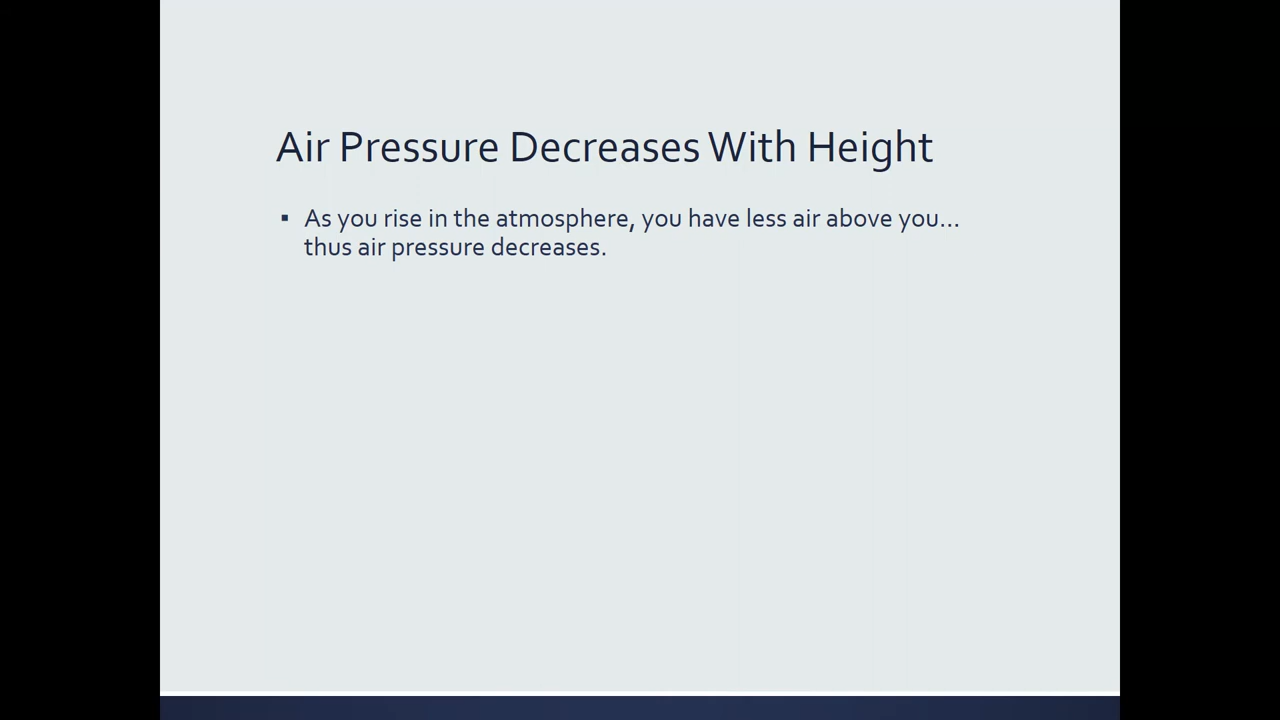 Air Pressure Decreases With Height
▪ As you rise in the atmosphere, you have less air above you…
thus air pressure decreases.